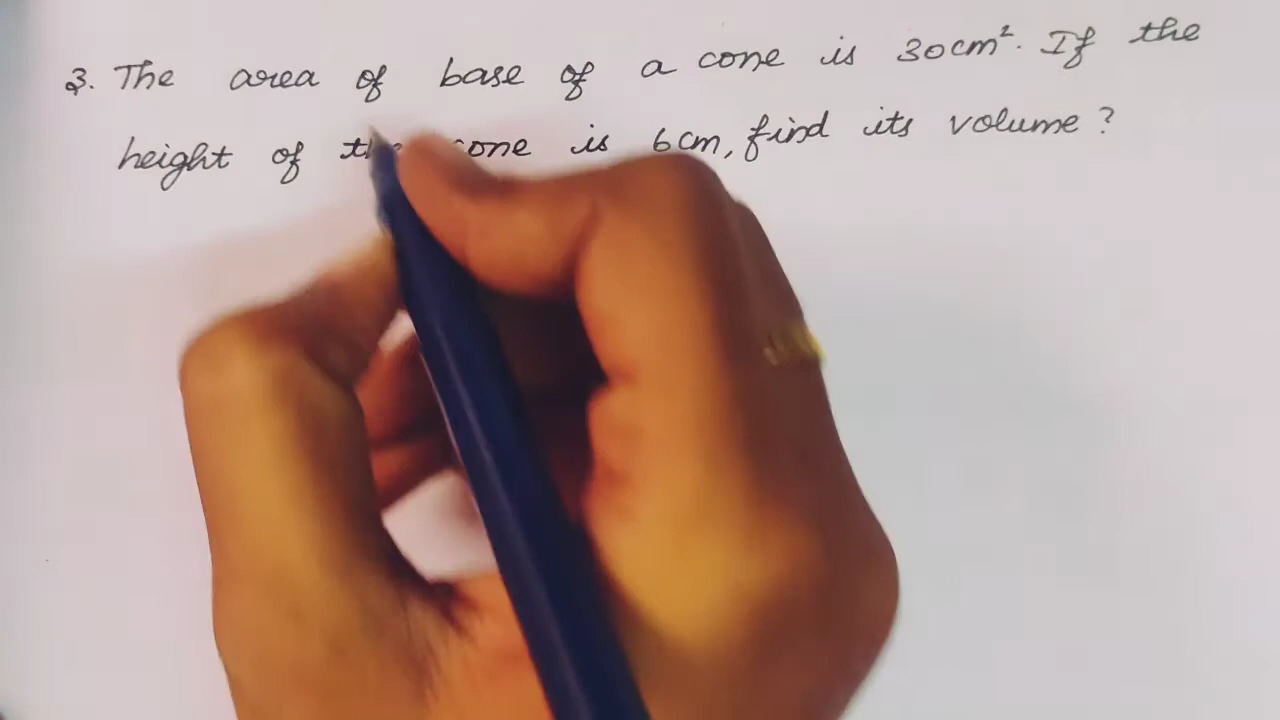 3. The area of base of a cone is 30cm². If the
height of the cone is 6cm, find its volume?